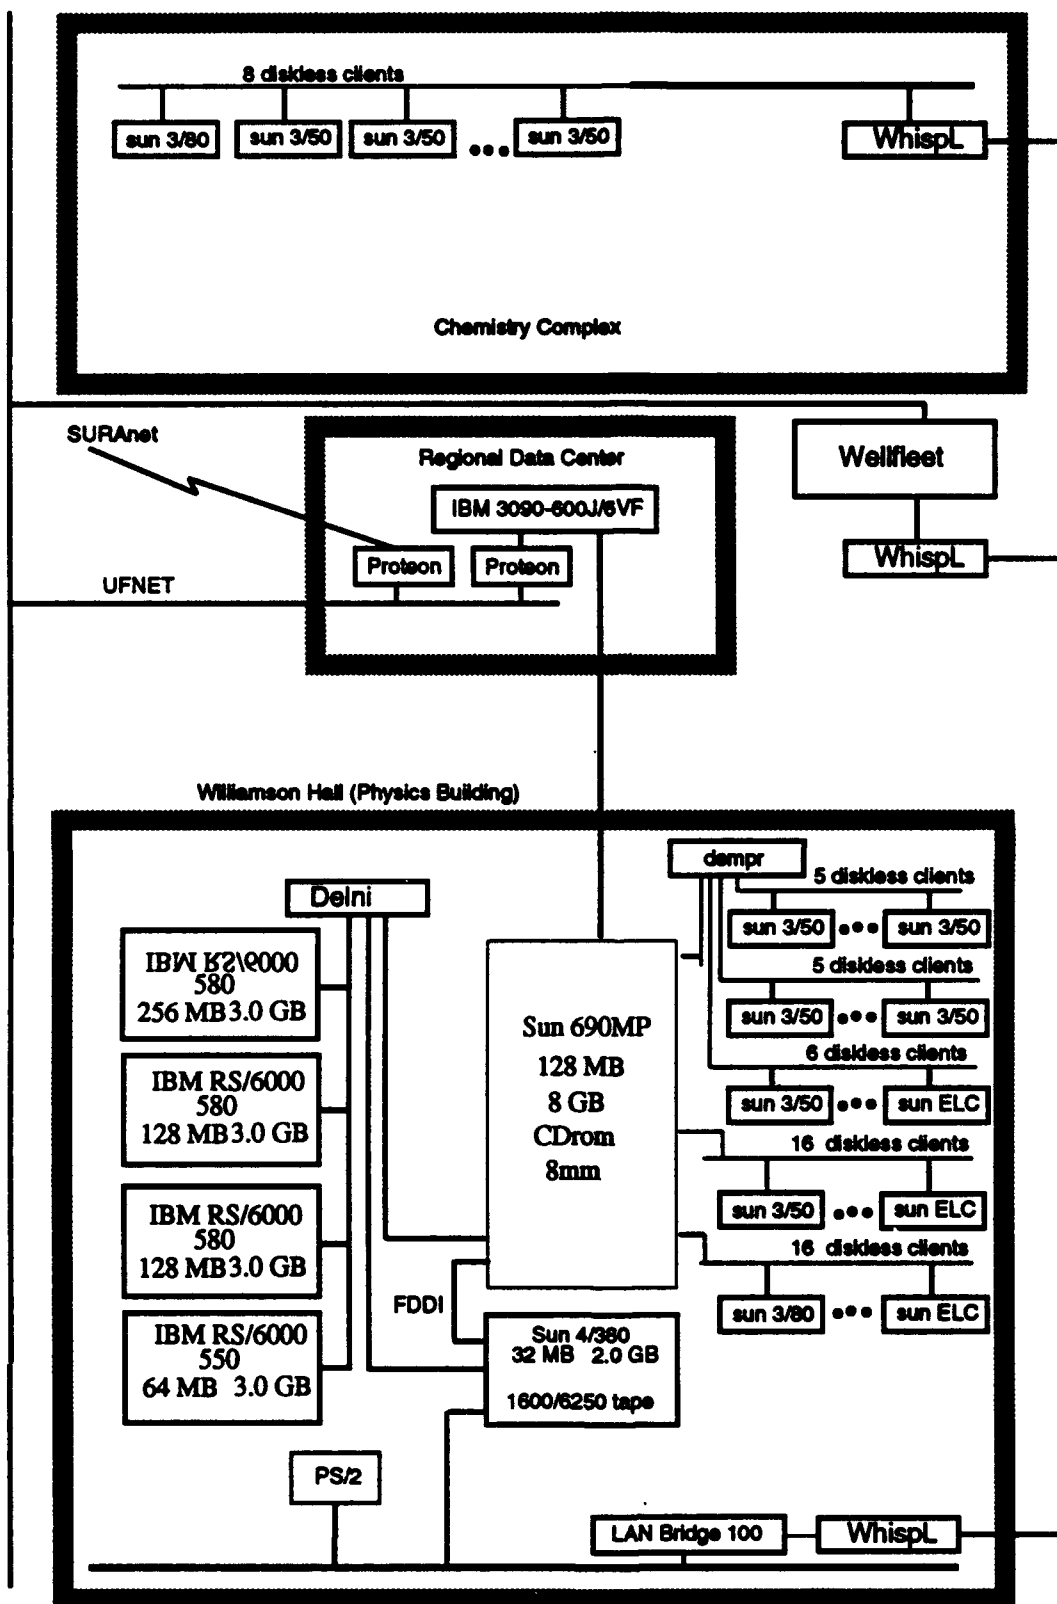 8 diskless clients
sun 3/80
sun 3/50
sun 3/50
sun 3/50
WhispL
Chemistry Complex
SURAnet
Regional Data Center
Wellfleet
IBM 3090-600J/6VF
Proteon
Proteon
WhispL
UFNET
Williamson Hall (Physics Building)
dempr
Delni
5 diskless clients
sun 3/50
sun 3/50
IBM RS/6000
580
256 MB 3.0 GB
5 diskless clients
sun 3/50
sun 3/50
Sun 690MP
128 MB
8 GB
CDrom
8mm
6 diskless clients
sun 3/50
sun ELC
IBM RS/6000
580
128 MB 3.0 GB
16 diskless clients
sun 3/50
sun ELC
IBM RS/6000
580
128 MB 3.0 GB
16 diskless clients
sun 3/80
sun ELC
FDDI
IBM RS/6000
550
64 MB 3.0 GB
Sun 4/380
32 MB 2.0 GB
1600/6250 tape
PS/2
LAN Bridge 100
WhispL